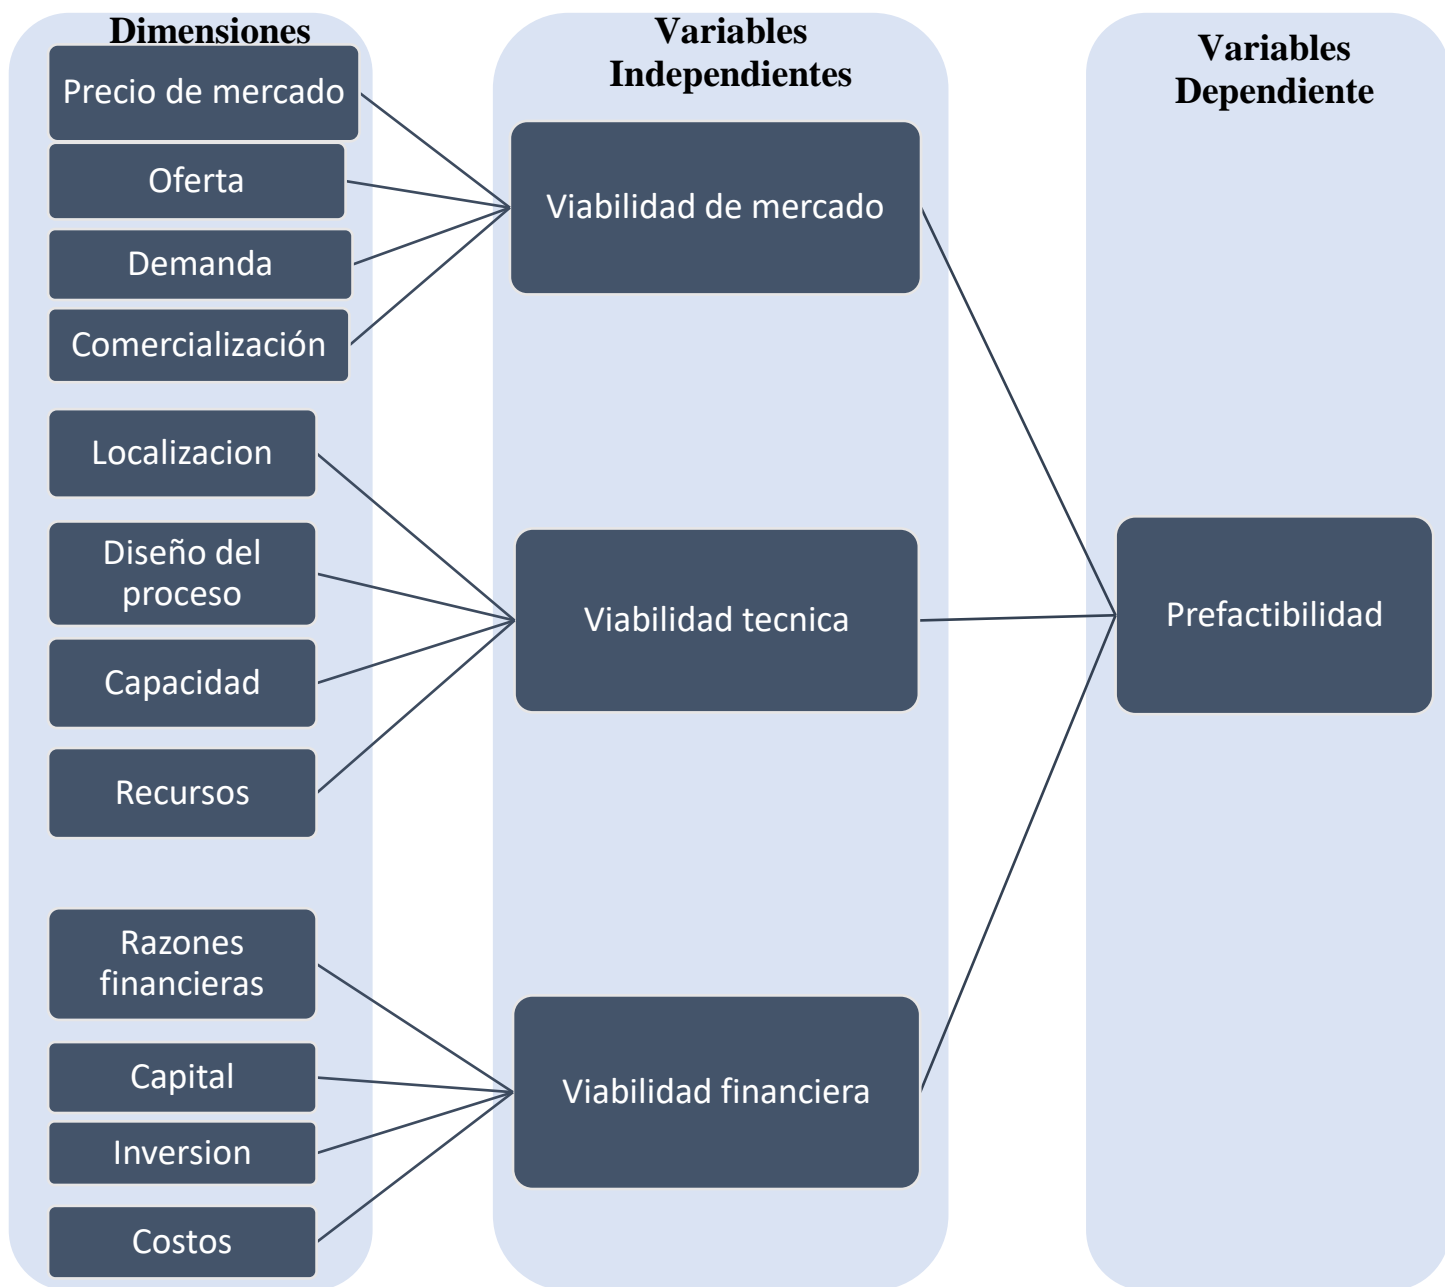 Dimensiones
Precio de mercado
Oferta
Demanda
Comercialización
Localizacion
Diseño del
proceso
Capacidad
Recursos
Razones
financieras
Capital
Inversion
Costos
Variables
Independientes
Viabilidad de mercado
Viabilidad tecnica
Viabilidad financiera
Variables
Dependiente
Prefactibilidad